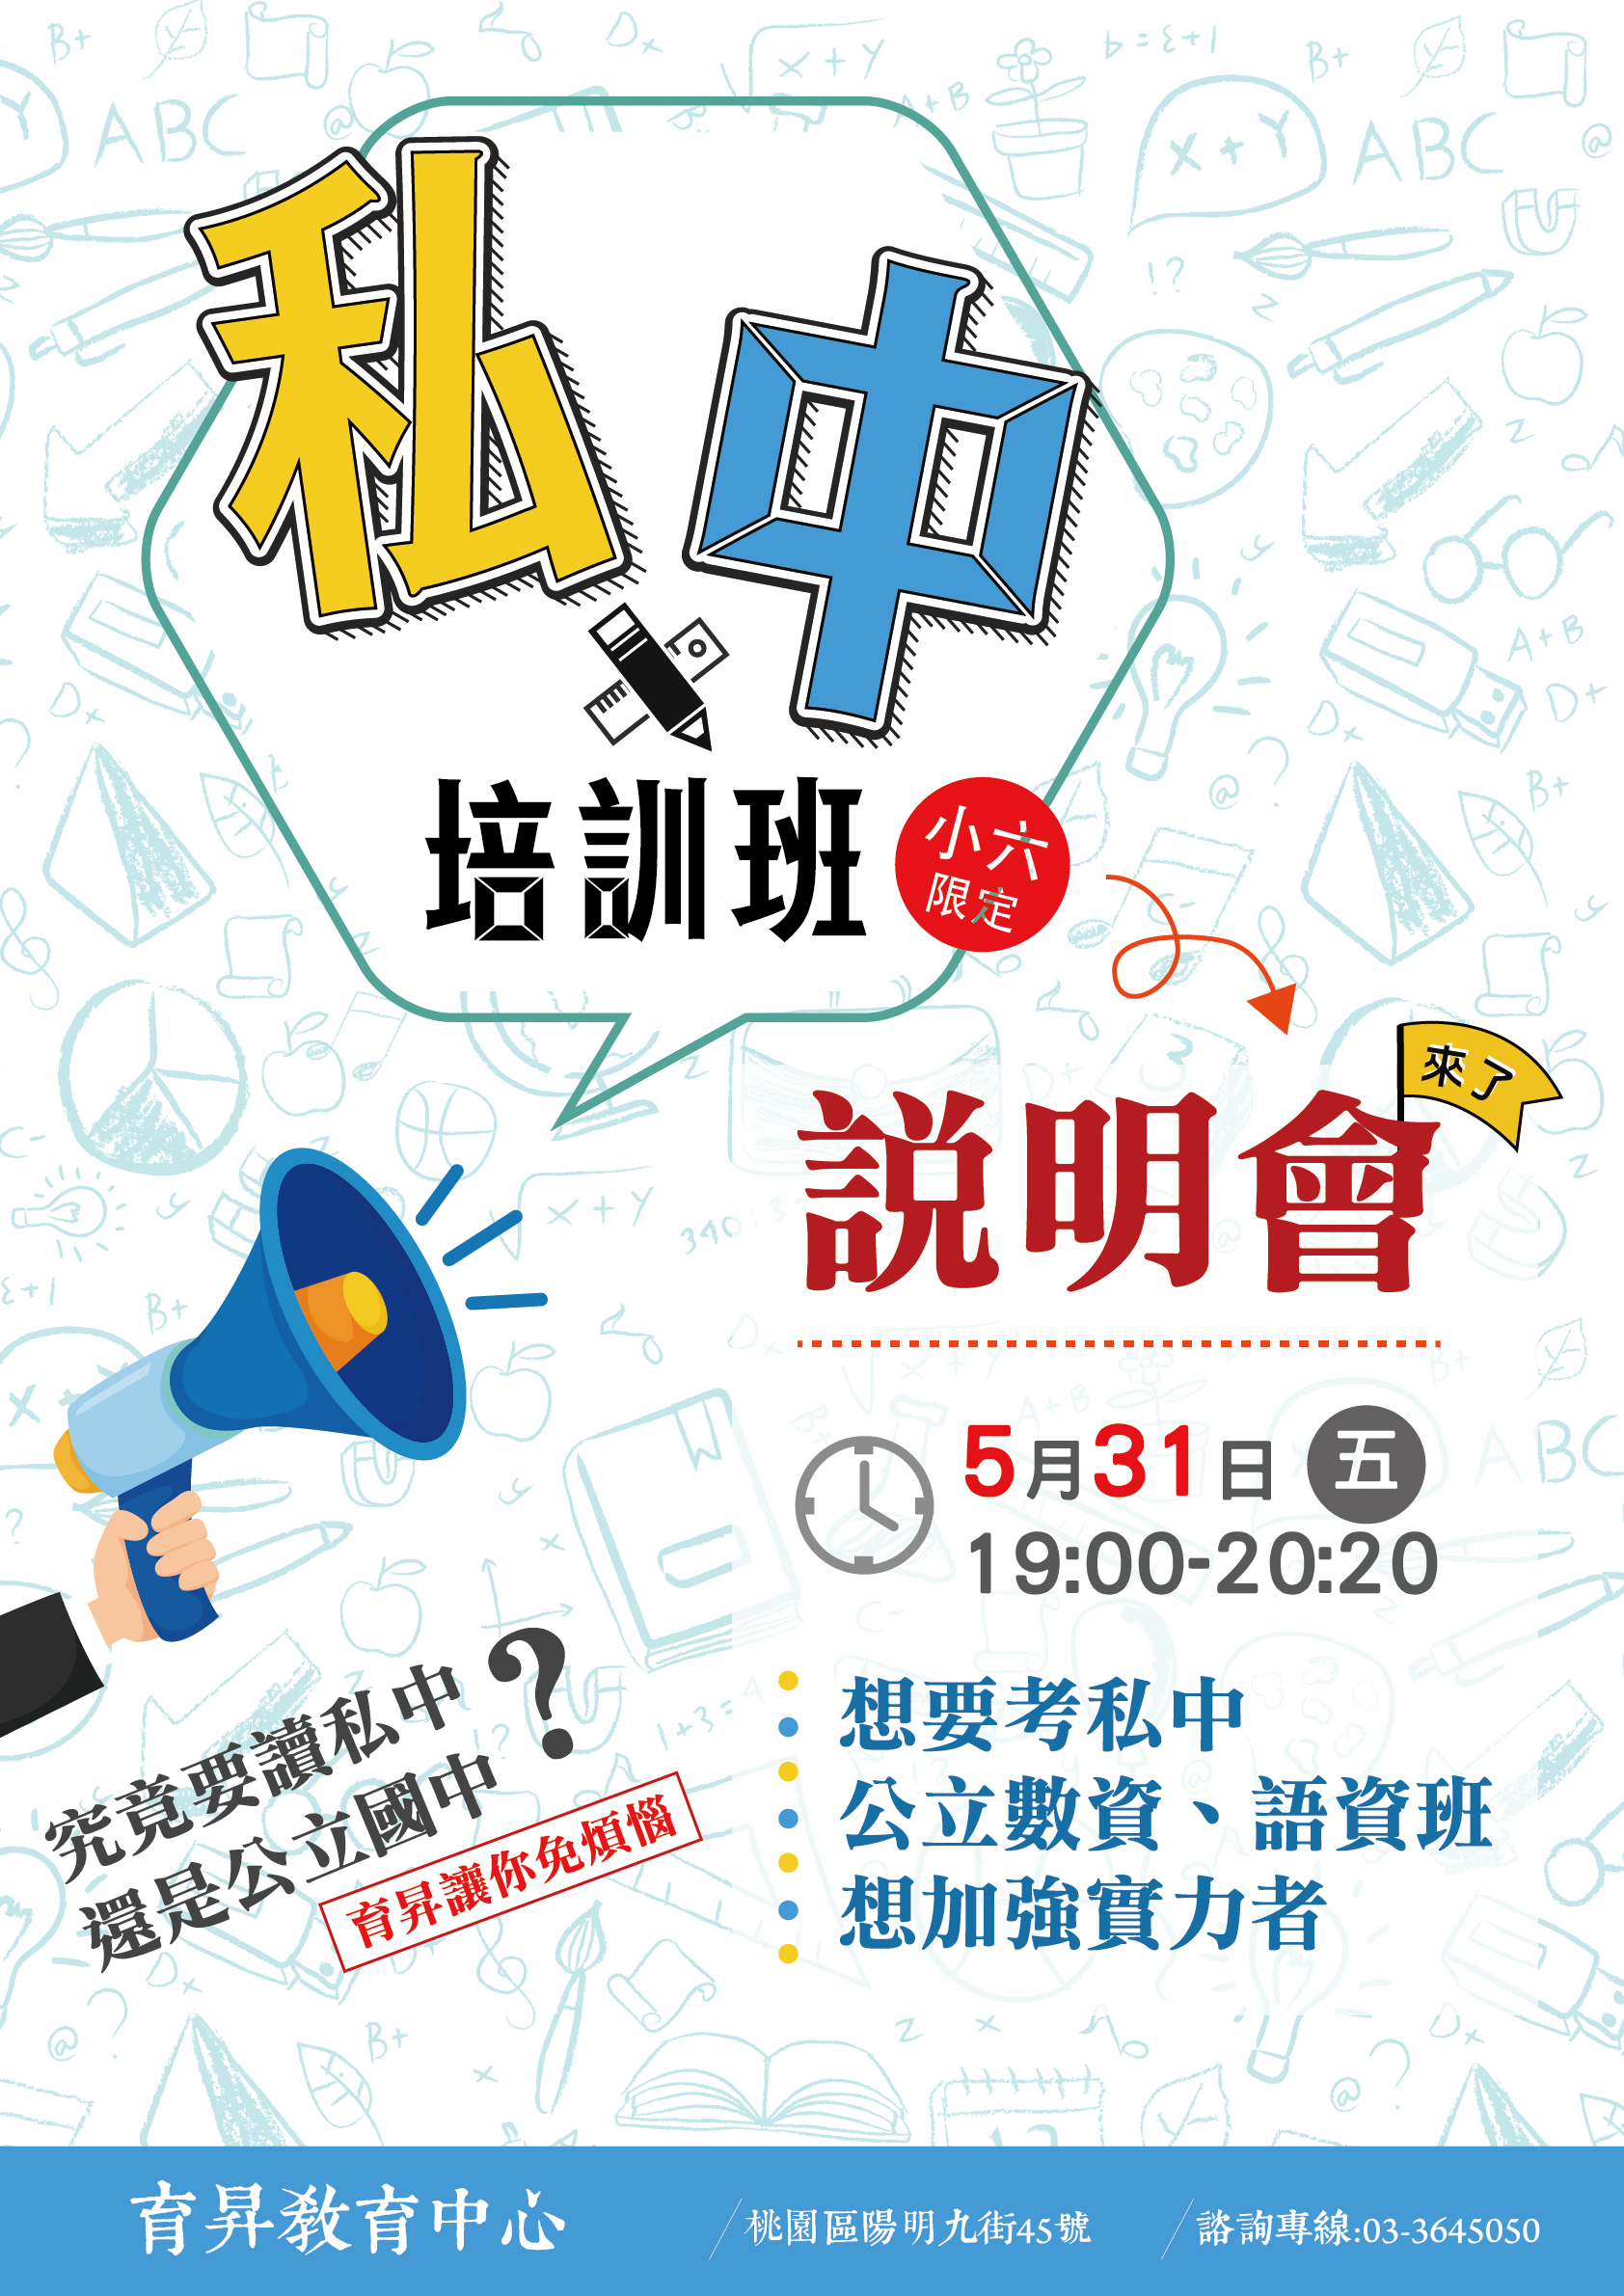 私中
培訓班
小六
限定
來了
説明會
5月31日 五
19:00-20:20
究竟要讀私中
還是公立國中？
育昇讓你免煩惱
想要考私中
公立數資、語資班
想加強實力者
育昇教育中心 /桃園區陽明九街45號 /諮詢專線:03-3645050